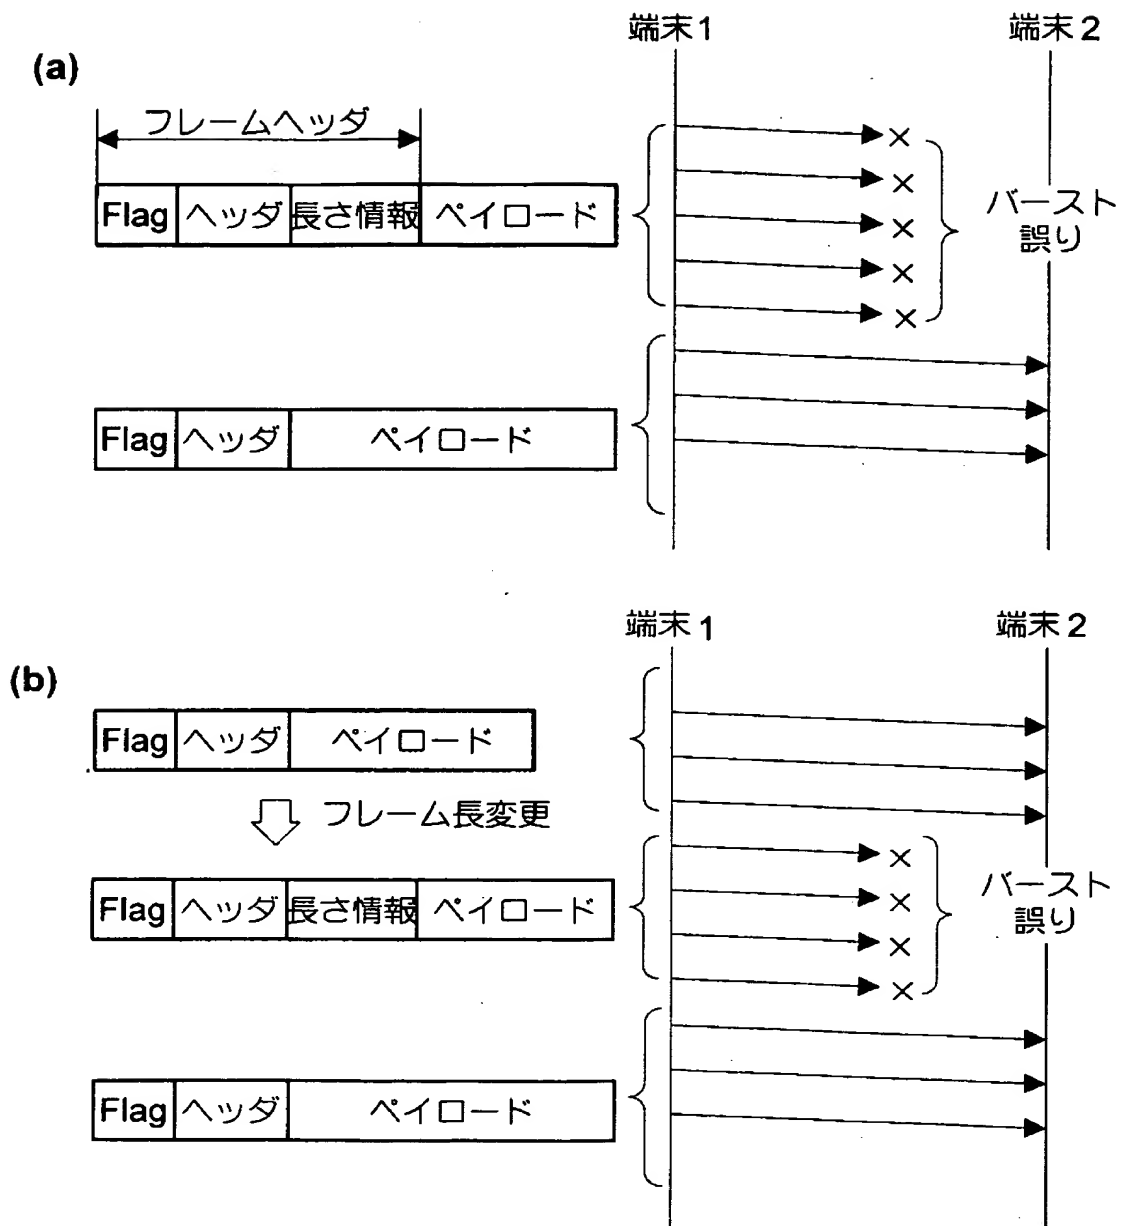 端末1
端末2
(a)
フレームヘッダ
Flag ヘッダ 長さ情報 ペイロード
バースト
誤り
Flag ヘッダ ペイロード
端末1
端末2
(b)
Flag ヘッダ ペイロード
フレーム長変更
Flag ヘッダ 長さ情報 ペイロード
バースト
誤り
Flag ヘッダ ペイロード